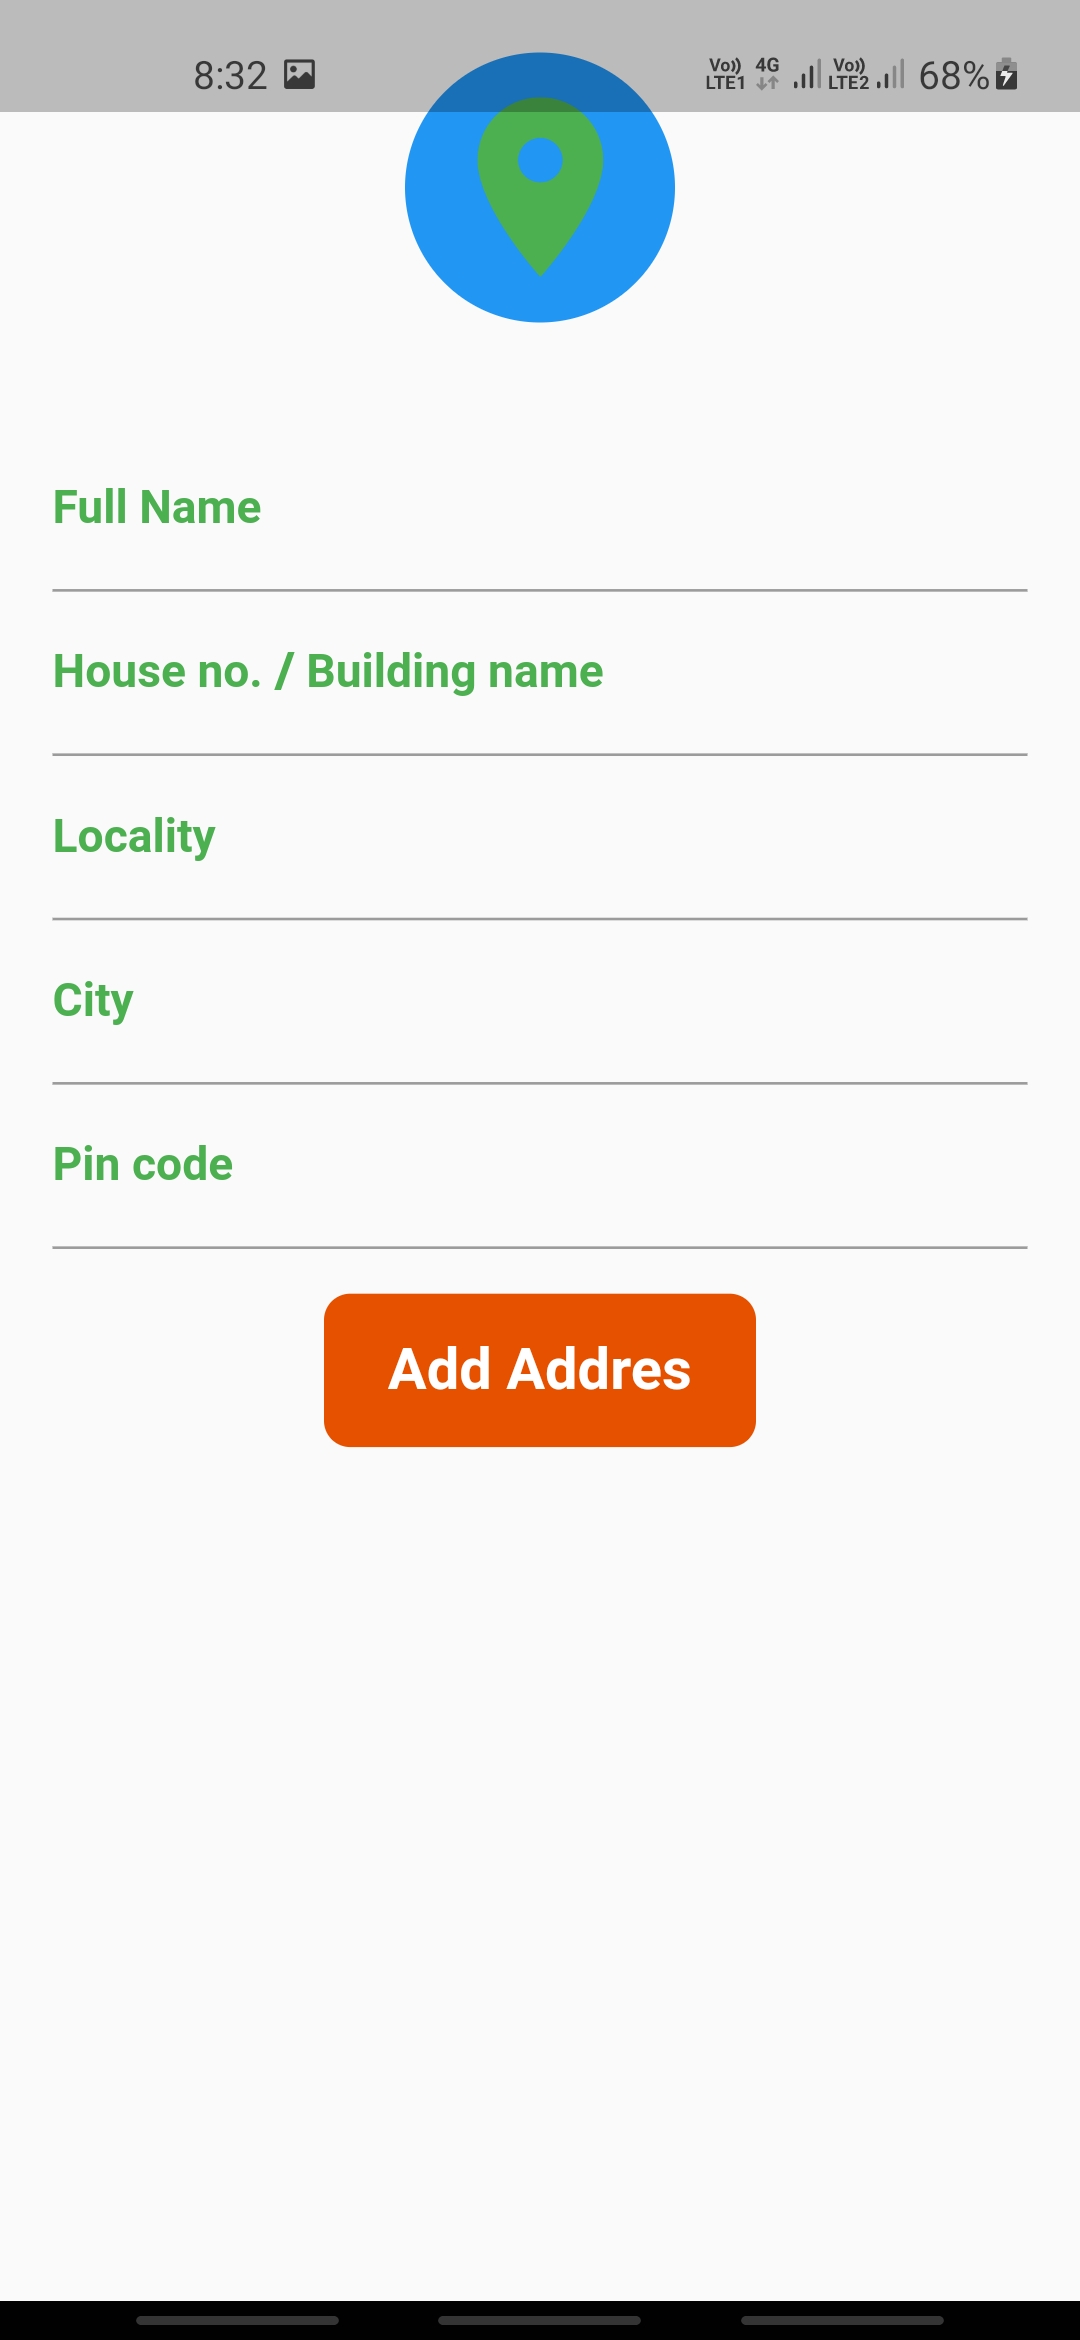 8:32 Vo)) LTE1 4G Vo)) LTE2 68%
Full Name
House no. / Building name
Locality
City
Pin code
Add Addres